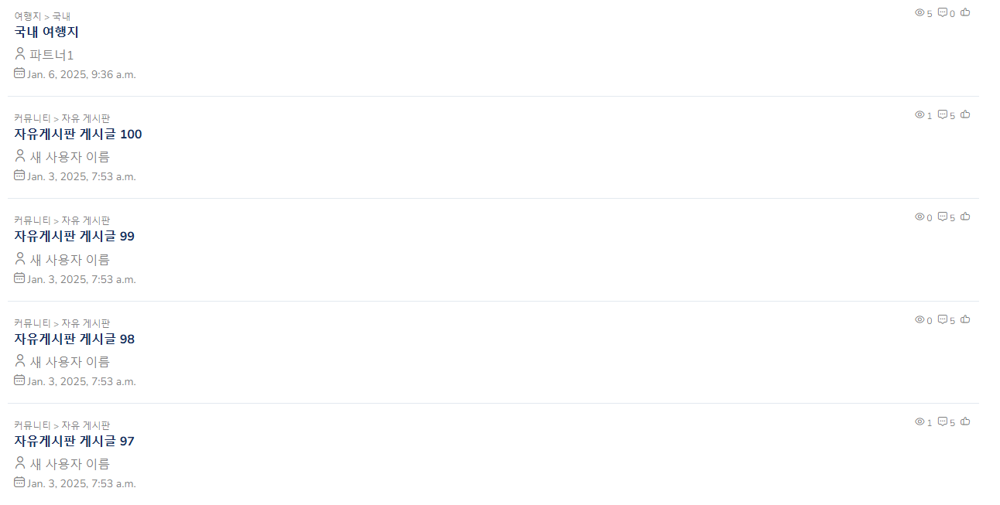 여행지 > 국내
5 0
국내 여행지
파트너1
Jan. 6, 2025, 9:36 a.m.
커뮤니티 > 자유 게시판
1 5
자유게시판 게시글 100
새 사용자 이름
Jan. 3, 2025, 7:53 a.m.
커뮤니티 > 자유 게시판
0 5
자유게시판 게시글 99
새 사용자 이름
Jan. 3, 2025, 7:53 a.m.
커뮤니티 > 자유 게시판
0 5
자유게시판 게시글 98
새 사용자 이름
Jan. 3, 2025, 7:53 a.m.
커뮤니티 > 자유 게시판
1 5
자유게시판 게시글 97
새 사용자 이름
Jan. 3, 2025, 7:53 a.m.